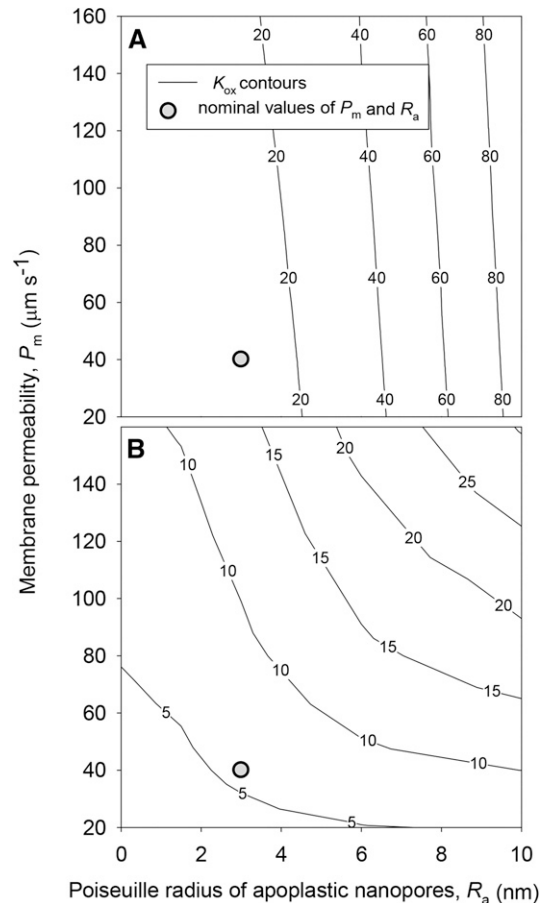 A
160
140
120
100
80
60
40
20
20 40 60 80
K_ox contours
nominal values of P_m and R_a
20 40 60 80
20 40 60 80
20 40 60 80
Membrane permeability, P_m (µm s⁻¹)
B
140
120
100
80
60
40
20
10 15 20 25
10 15 20
5 10 15 20
15
10
5 5 10
0 2 4 6 8 10
Poiseuille radius of apoplastic nanopores, R_a (nm)